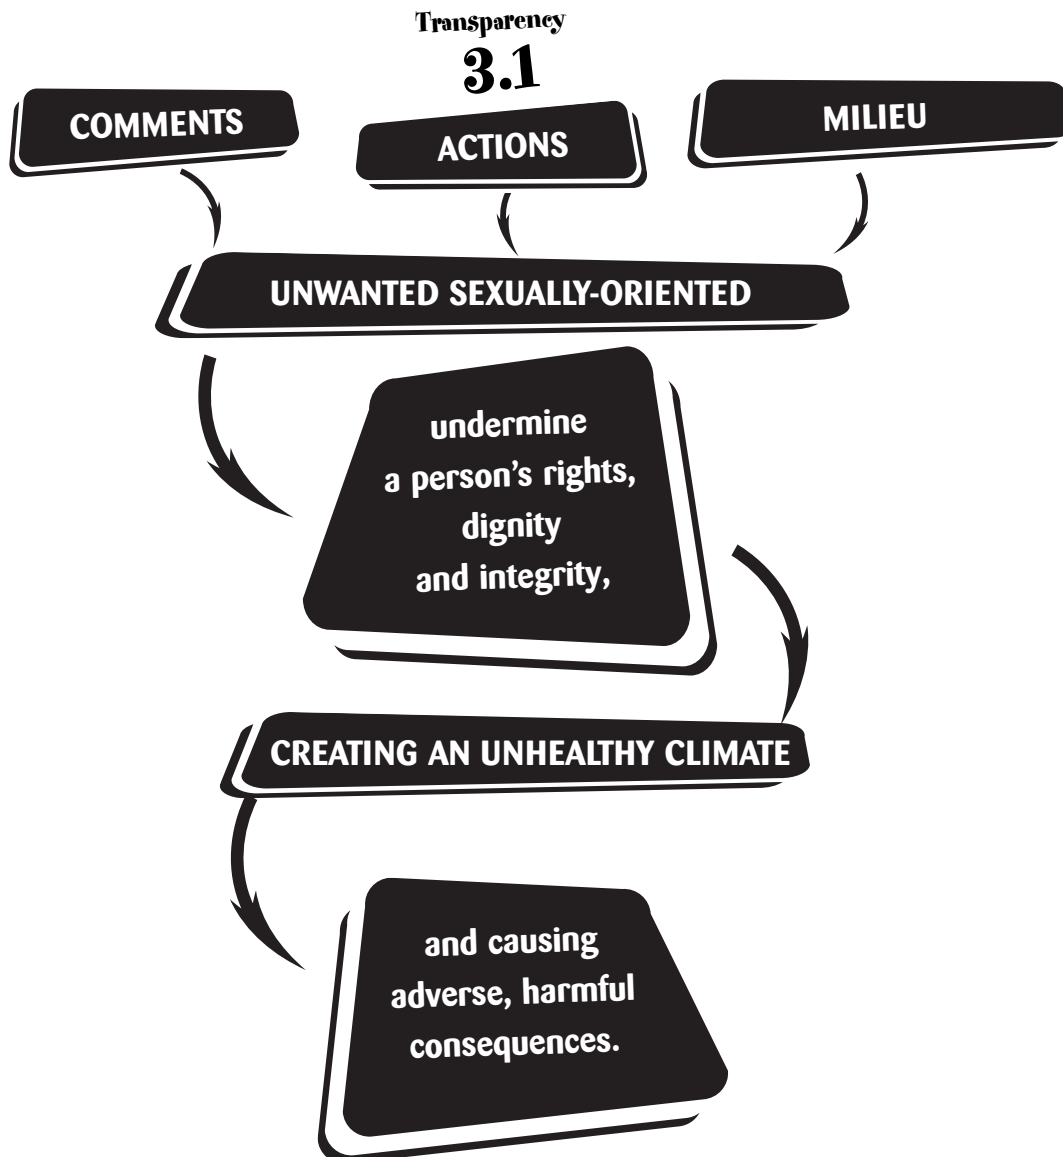 Transparency
3.1
COMMENTS
ACTIONS
MILIEU
UNWANTED SEXUALLY-ORIENTED
undermine
a person's rights,
dignity
and integrity,
CREATING AN UNHEALTHY CLIMATE
and causing
adverse, harmful
consequences.